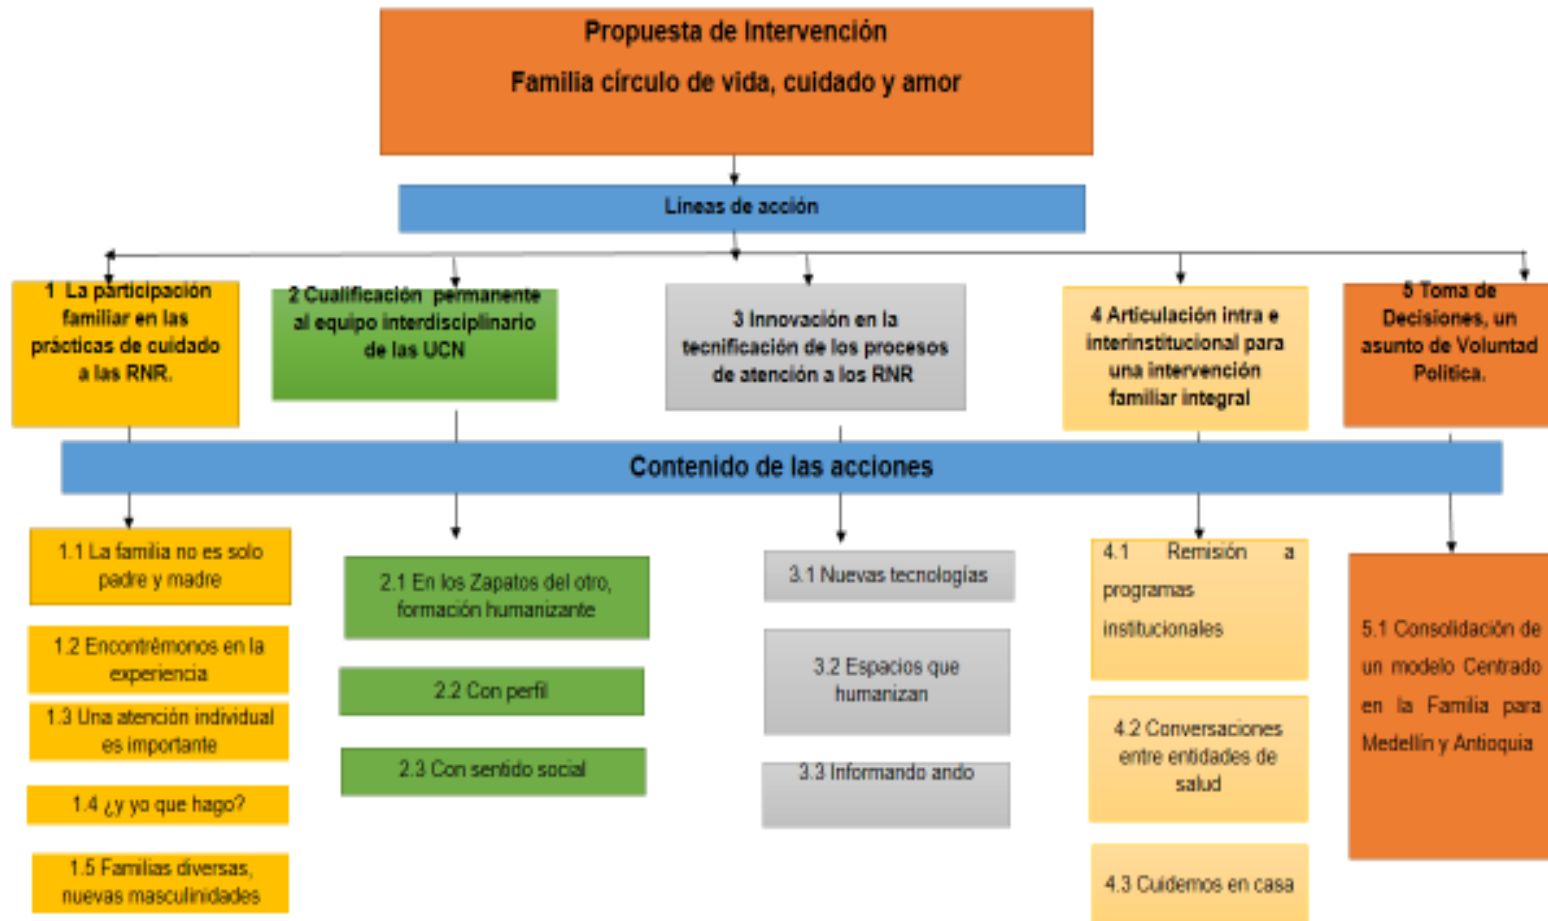 Propuesta de Intervención
Familia círculo de vida, cuidado y amor
Lineas de acción
1 La participación
familiar en las
prácticas de cuidado
a las RNR.
2 Cualificación permanente
al equipo interdisciplinario
de las UCN
3 Innovación en la
tecnificación de los procesos
de atención a los RNR
4 Articulación intra e
interinstitucional para
una intervención
familiar integral
5 Toma de
Decisiones, un
asunto de Voluntad
Politica.
Contenido de las acciones
1.1 La familia no es solo
padre y madre
1.2 Encontrémonos en la
experiencia
1.3 Una atención individual
es importante
1.4 ¿y yo que hago?
1.5 Familias diversas,
nuevas masculinidades
2.1 En los Zapatos del otro,
formación humanizante
2.2 Con perfil
2.3 Con sentido social
3.1 Nuevas tecnologías
3.2 Espacios que
humanizan
3.3 Informando ando
4.1 Remisión a
programas
institucionales
4.2 Conversaciones
entre entidades de
salud
4.3 Cuidemos en casa
5.1 Consolidación de
un modelo Centrado
en la Familia para
Medellín y Antioquia